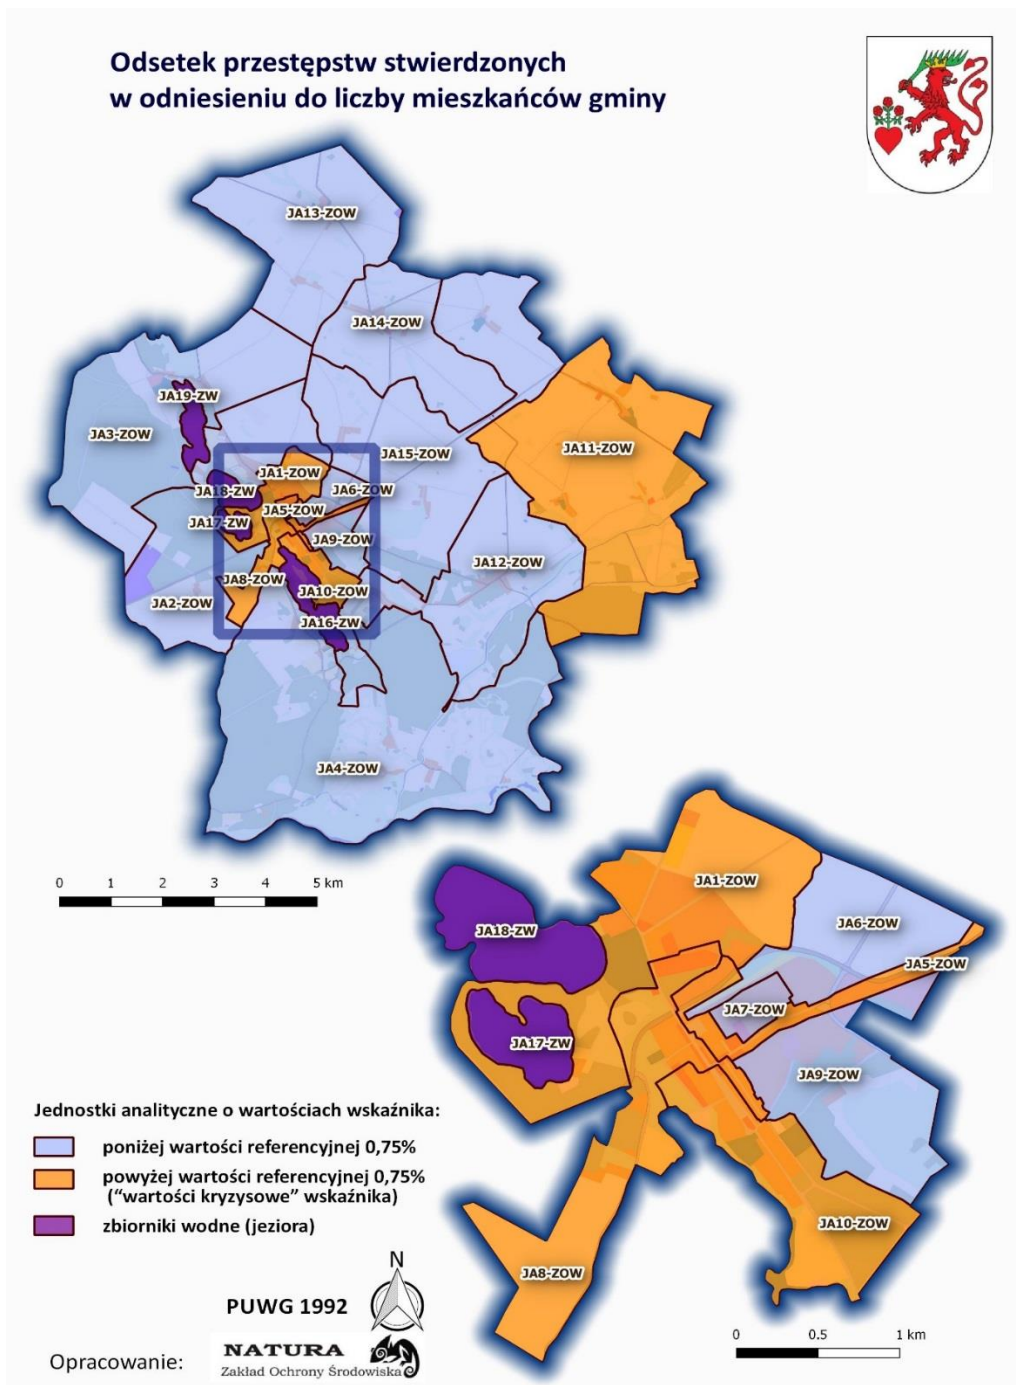 Odsetek przestępstw stwierdzonych
w odniesieniu do liczby mieszkańców gminy
JA13-ZOW
JA14-ZOW
JA19-ZW
JA3-ZOW
JA11-ZOW
JA15-ZOW
JA1-ZOW
JA18-ZW
JA6-ZOW
JA5-ZOW
JA17-ZW
JA9-ZOW
JA12-ZOW
JA8-ZOW
JA10-ZOW
JA2-ZOW
JA16-ZW
JA4-ZOW
0 1 2 3 4 5 km
JA1-ZOW
JA18-ZW
JA6-ZOW
JA5-ZOW
JA7-ZOW
JA17-ZW
JA9-ZOW
JA10-ZOW
JA8-ZOW
Jednostki analityczne o wartościach wskaźnika:
poniżej wartości referencyjnej 0,75%
powyżej wartości referencyjnej 0,75%
("wartości kryzysowe" wskaźnika)
zbiorniki wodne (jeziora)
N
PUWG 1992
0 0.5 1 km
Opracowanie:
NATURA
Zakład Ochrony Środowiska